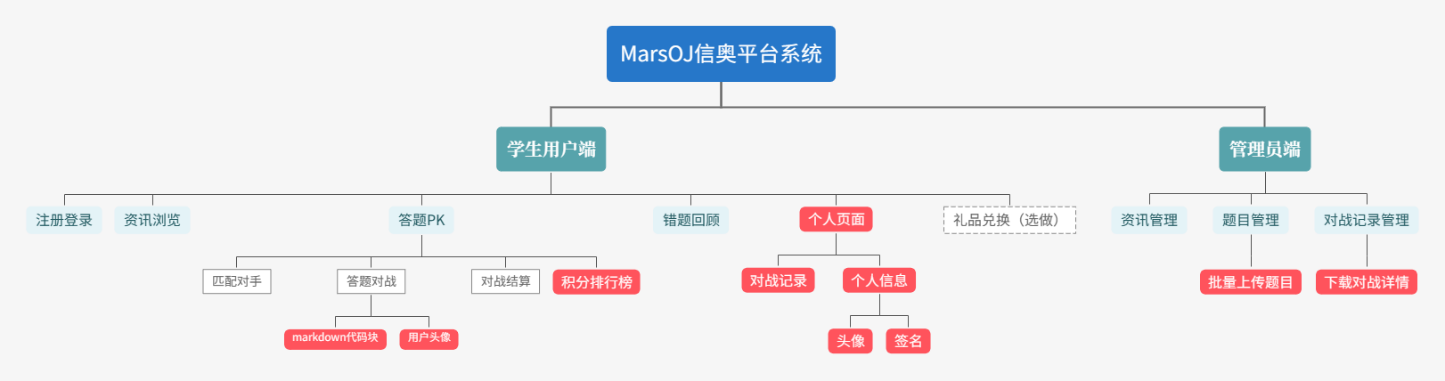 MarsOJ信奥平台系统
学生用户端
管理员端
注册登录
资讯浏览
答题PK
错题回顾
个人页面
礼品兑换（选做）
资讯管理
题目管理
对战记录管理
匹配对手
答题对战
对战结算
积分排行榜
对战记录
个人信息
批量上传题目
下载对战详情
markdown代码块
用户头像
头像
签名